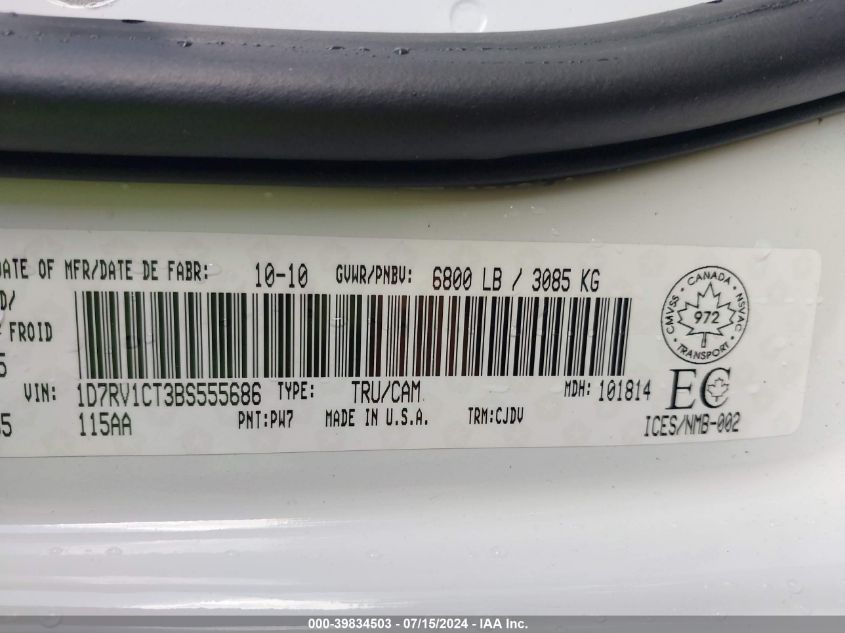 DATE OF MFR/DATE DE FABR: 10-10 GVWR/PNBV: 6800 LB / 3085 KG
D/
FROID
5
VIN: 1D7RV1CT3BS555686 TYPE: TRU/CAM MDH: 101814
5 115AA PNT:PW7 MADE IN U.S.A. TRM:CJDV
CANADA
CMVSS NSVAC
972
TRANSPORT
EC
ICES/NMB-002
000-39834503 - 07/15/2024 - IAA Inc.